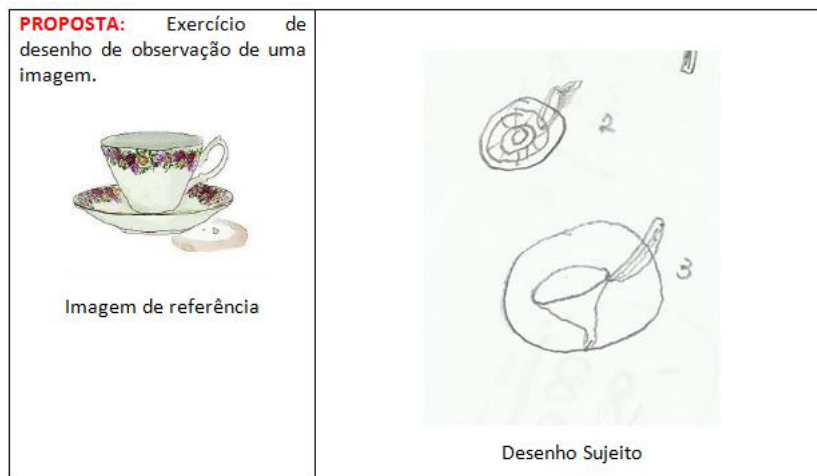 PROPOSTA: Exercício de
desenho de observação de uma
imagem.
Imagem de referência
2
3
Desenho Sujeito